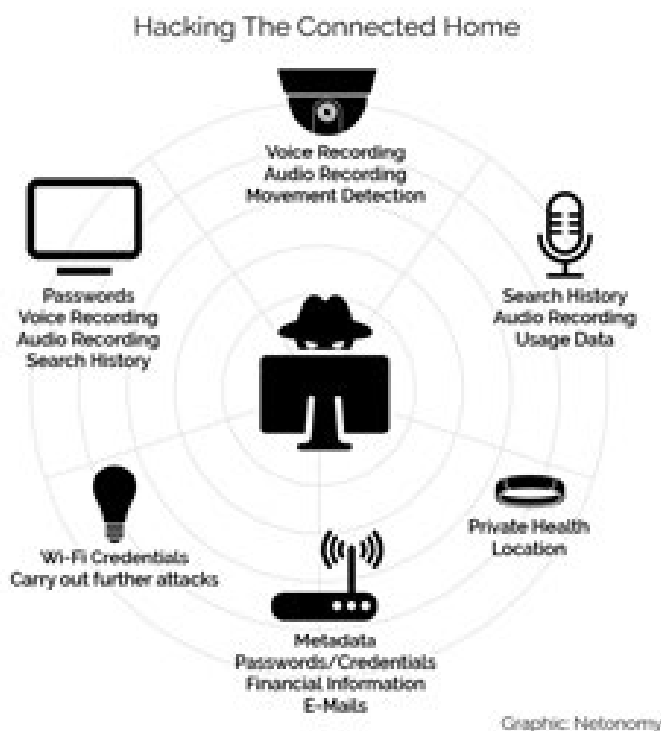 Hacking The Connected Home
Voice Recording
Audio Recording
Movement Detection
Passwords
Voice Recording
Audio Recording
Search History
Search History
Audio Recording
Usage Data
Wi-Fi Credentials
Carry out further attacks
Private Health
Location
Metadada
Passwords/Credentials
Financial Information
E-Mails
Graphic: Netonomy